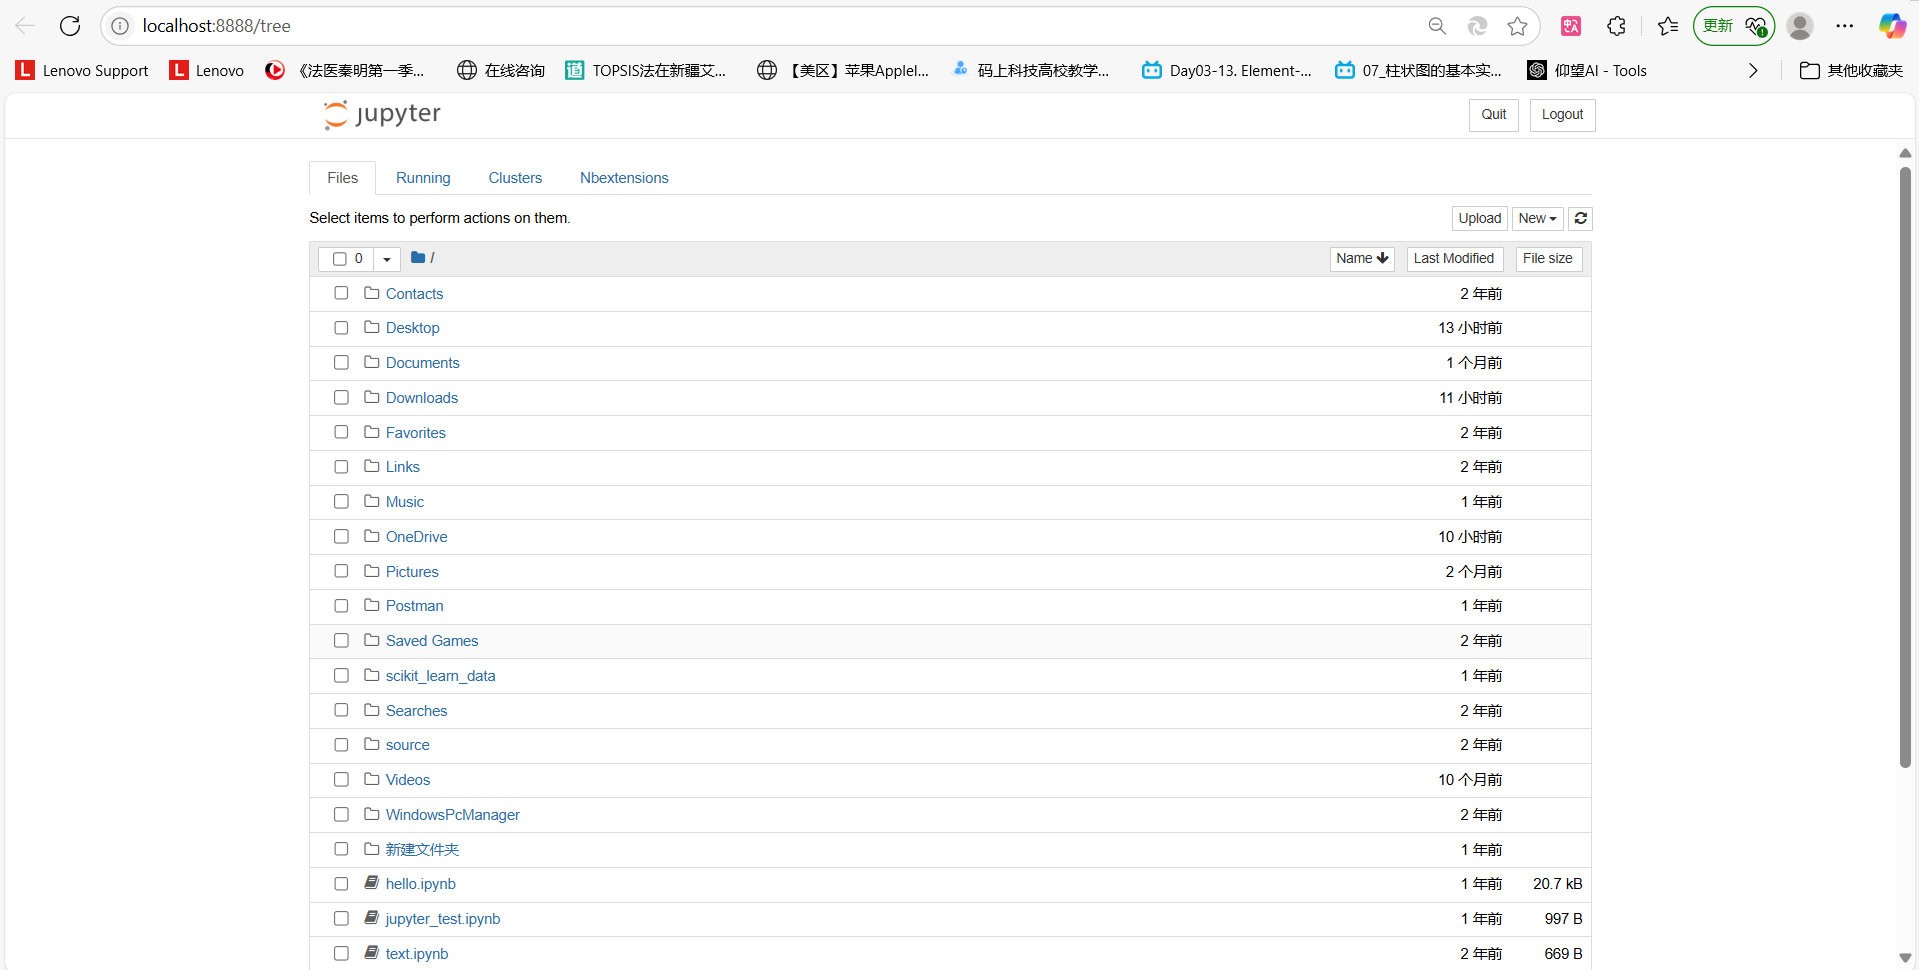 localhost:8888/tree
更新
Lenovo Support
Lenovo
《法医秦明第一季...
在线咨询
TOPSIS法在新疆艾...
【美区】苹果AppleI...
码上科技高校教学...
Day03-13. Element-...
07_柱状图的基本实...
仰望AI - Tools
其他收藏夹
jupyter
Quit
Logout
Files
Running
Clusters
Nbextensions
Select items to perform actions on them.
Upload
New
0
/
Name
Last Modified
File size
Contacts
2 年前
Desktop
13 小时前
Documents
1 个月前
Downloads
11 小时前
Favorites
2 年前
Links
2 年前
Music
1 年前
OneDrive
10 小时前
Pictures
2 个月前
Postman
1 年前
Saved Games
2 年前
scikit_learn_data
1 年前
Searches
2 年前
source
2 年前
Videos
10 个月前
WindowsPcManager
2 年前
新建文件夹
1 年前
hello.ipynb
1 年前
20.7 kB
jupyter_test.ipynb
1 年前
997 B
text.ipynb
2 年前
669 B